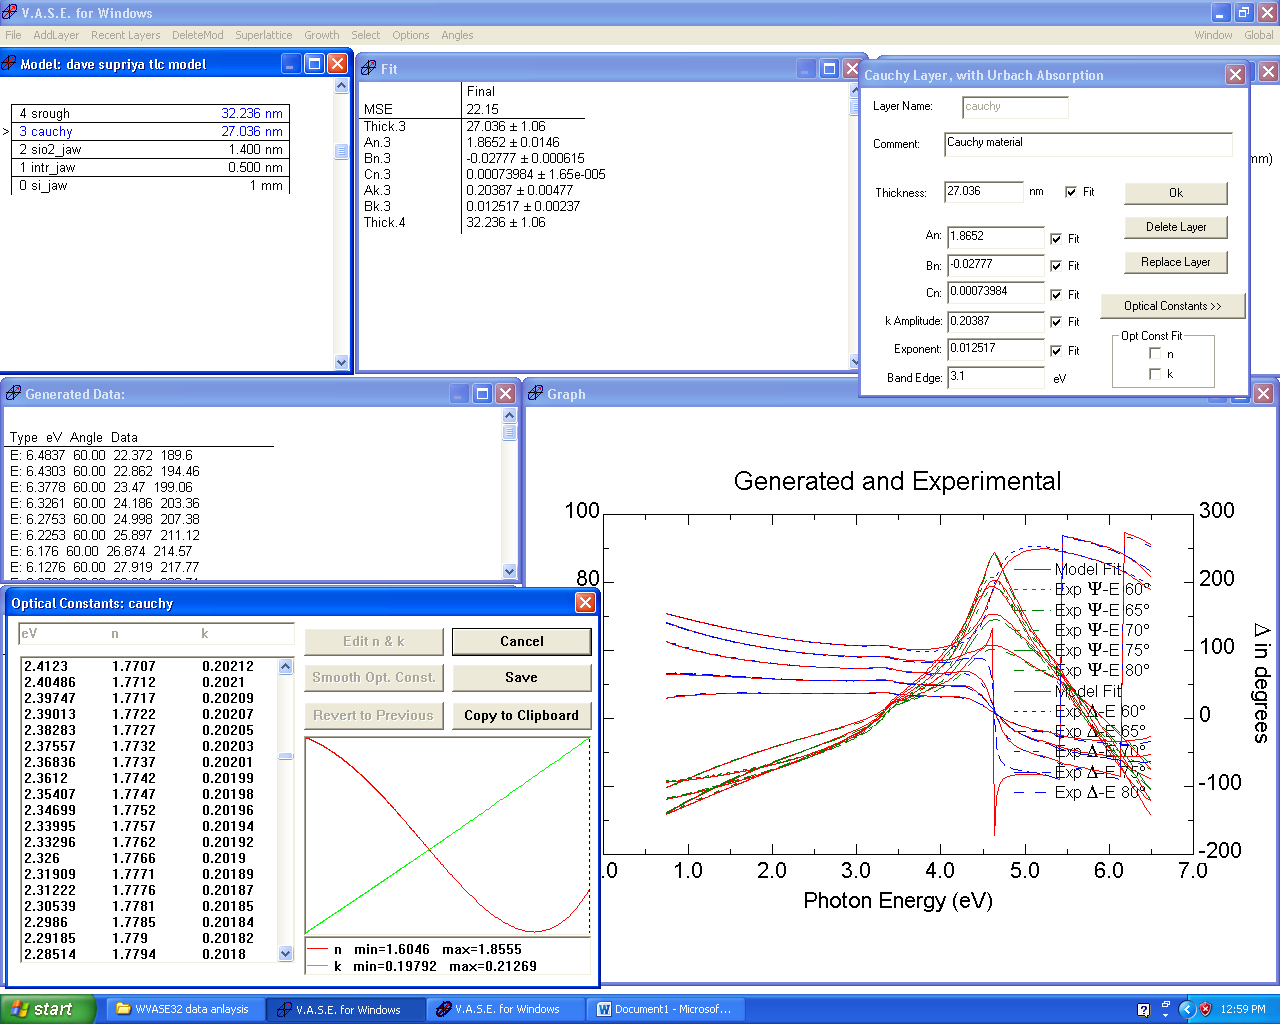 V.A.S.E. for Windows
File AddLayer Recent Layers DeleteMod Superlattice Growth Select Options Angles Window Global
Model: dave supriya tlc model
4 srough 32.236 nm
> 3 cauchy 27.036 nm
2 sio2_jaw 1.400 nm
1 intr_jaw 0.500 nm
0 si_jaw 1 mm
Fit
Final
MSE 22.15
Thick.3 27.036 ± 1.06
An.3 1.8652 ± 0.0146
Bn.3 -0.02777 ± 0.000615
Cn.3 0.00073984 ± 1.65e-005
Ak.3 0.20387 ± 0.00477
Bk.3 0.012517 ± 0.00237
Thick.4 32.236 ± 1.06
Cauchy Layer, with Urbach Absorption
Layer Name: cauchy
Comment: Cauchy material
Thickness: 27.036 nm Fit Ok
An: 1.8652 Fit Delete Layer
Bn: -0.02777 Fit Replace Layer
Cn: 0.00073984 Fit Optical Constants >>
k Amplitude: 0.20387 Fit
Exponent: 0.012517 Fit
Band Edge: 3.1 eV
Opt Const Fit
n
k
mm)
Generated Data:
Type eV Angle Data
E: 6.4837 60.00 22.372 189.6
E: 6.4303 60.00 22.862 194.46
E: 6.3778 60.00 23.47 199.06
E: 6.3261 60.00 24.186 203.36
E: 6.2753 60.00 24.998 207.38
E: 6.2253 60.00 25.897 211.12
E: 6.176 60.00 26.874 214.57
E: 6.1276 60.00 27.919 217.77
Graph
Generated and Experimental
100 300
80 200
100
0
-100
-200
Δ in degrees
Model Fit
Exp Ψ-E 60°
Exp Ψ-E 65°
Exp Ψ-E 70°
Exp Ψ-E 75°
Exp Ψ-E 80°
Model Fit
Exp Δ-E 60°
Exp Δ-E 65°
Exp Δ-E 70°
Exp Δ-E 75°
Exp Δ-E 80°
.0 1.0 2.0 3.0 4.0 5.0 6.0 7.0
Photon Energy (eV)
Optical Constants: cauchy
eV n k
2.4123 1.7707 0.20212
2.40486 1.7712 0.2021
2.39747 1.7717 0.20209
2.39013 1.7722 0.20207
2.38283 1.7727 0.20205
2.37557 1.7732 0.20203
2.36836 1.7737 0.20201
2.3612 1.7742 0.20199
2.35407 1.7747 0.20198
2.34699 1.7752 0.20196
2.33995 1.7757 0.20194
2.33296 1.7762 0.20192
2.326 1.7766 0.2019
2.31909 1.7771 0.20189
2.31222 1.7776 0.20187
2.30539 1.7781 0.20185
2.2986 1.7785 0.20184
2.29185 1.779 0.20182
2.28514 1.7794 0.2018
Edit n & k Cancel
Smooth Opt. Const. Save
Revert to Previous Copy to Clipboard
n min=1.6046 max=1.8555
k min=0.19792 max=0.21269
start WVASE32 data anlaysis V.A.S.E. for Windows V.A.S.E. for Windows Document1 - Microsof... 12:59 PM